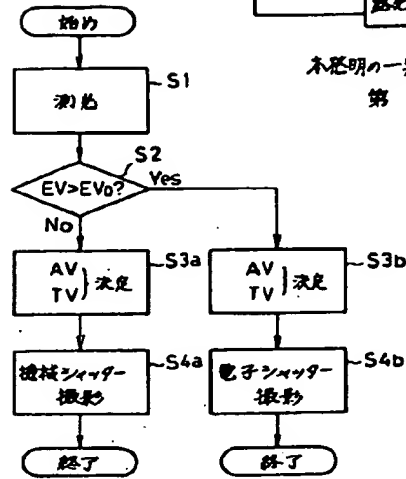 始め
本発明の一
第
測光
S1
EV>EV₀?
S2
Yes
No
AV
TV } 決定
S3a
AV
TV } 決定
S3b
機械シャッター
撮影
S4a
電子シャッター
撮影
S4b
終了
終了